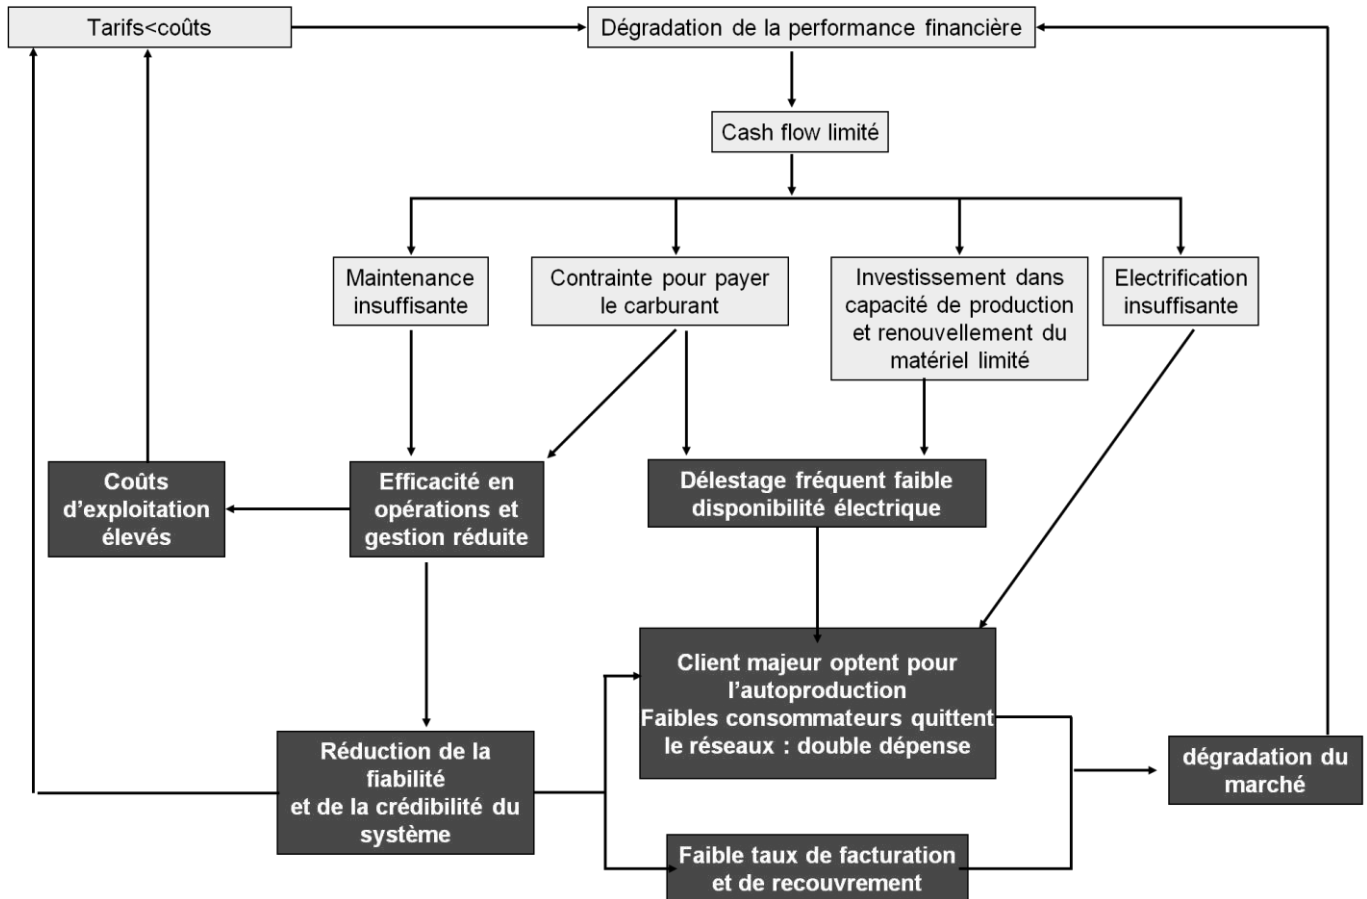 Tarifs<coûts
Dégradation de la performance financière
Cash flow limité
Maintenance
insuffisante
Contrainte pour payer
le carburant
Investissement dans
capacité de production
et renouvellement du
matériel limité
Electrification
insuffisante
Coûts
d'exploitation
élevés
Efficacité en
opérations et
gestion réduite
Délestage fréquent faible
disponibilité électrique
Client majeur optent pour
l'autoproduction
Faibles consommateurs quittent
le réseaux : double dépense
Réduction de la
fiabilité
et de la crédibilité du
système
dégradation du
marché
Faible taux de facturation
et de recouvrement